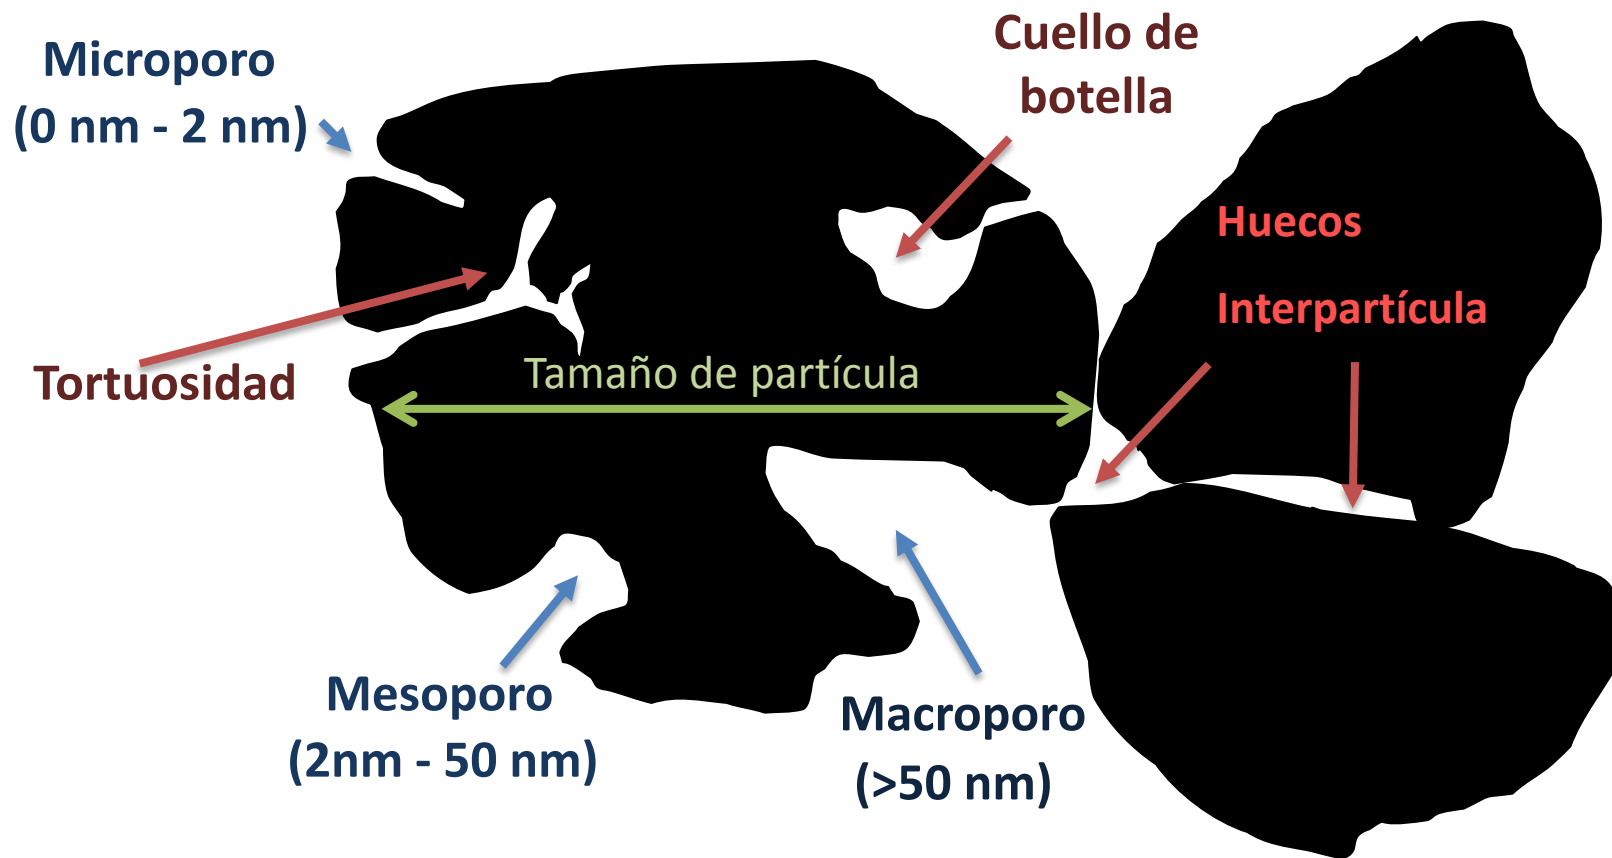 Microporo
(0 nm - 2 nm)
Cuello de
botella
Huecos
Interpartícula
Tortuosidad
Tamaño de partícula
Mesoporo
(2nm - 50 nm)
Macroporo
(>50 nm)